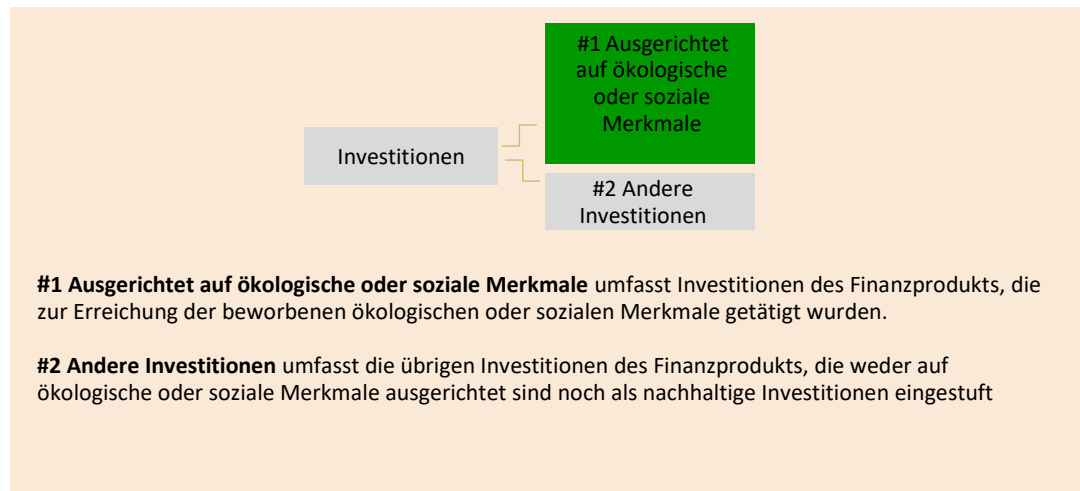 #1 Ausgerichtet
auf ökologische
oder soziale
Merkmale
Investitionen
#2 Andere
Investitionen
#1 Ausgerichtet auf ökologische oder soziale Merkmale umfasst Investitionen des Finanzprodukts, die
zur Erreichung der beworbenen ökologischen oder sozialen Merkmale getätigt wurden.
#2 Andere Investitionen umfasst die übrigen Investitionen des Finanzprodukts, die weder auf
ökologische oder soziale Merkmale ausgerichtet sind noch als nachhaltige Investitionen eingestuft